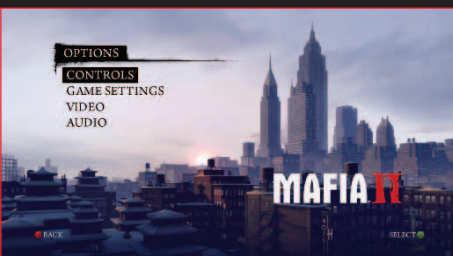 OPTIONS
CONTROLS
GAME SETTINGS
VIDEO
AUDIO
MAFIA II
BACK
SELECT